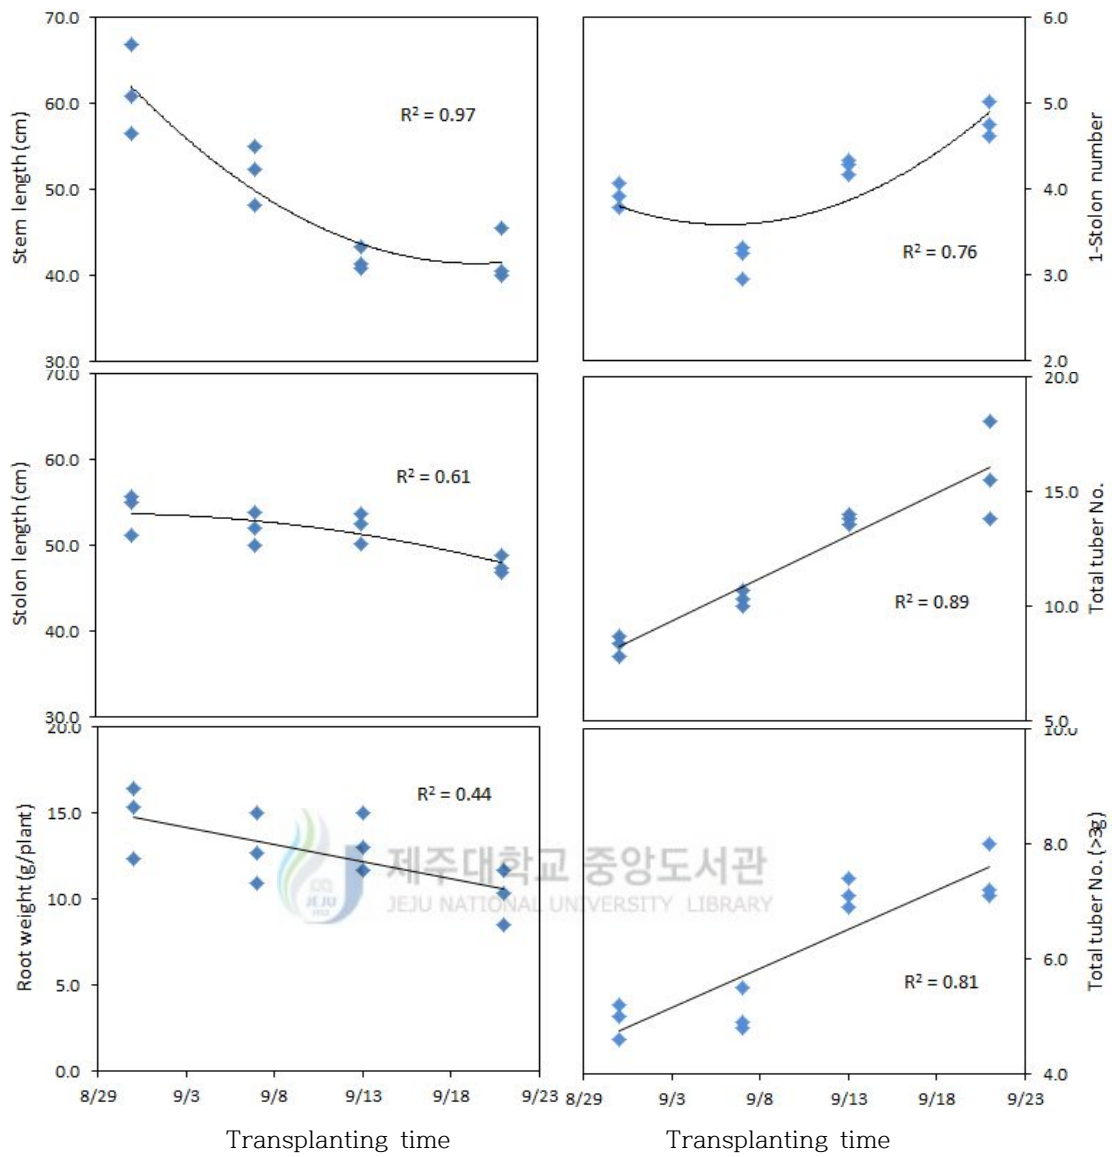 70.0
60.0
50.0
40.0
30.0
Stem length (cm)
R² = 0.97
6.0
5.0
4.0
3.0
2.0
1-Stolon number
R² = 0.76
70.0
60.0
50.0
40.0
30.0
Stolon length (cm)
R² = 0.61
20.0
15.0
10.0
5.0
Total tuber No.
R² = 0.89
20.0
15.0
10.0
5.0
0.0
Root weight (g/plant)
R² = 0.44
8/29 9/3 9/8 9/13 9/18 9/23
Transplanting time
10.0
8.0
6.0
4.0
Total tuber No. (>3g)
R² = 0.81
8/29 9/3 9/8 9/13 9/18 9/23
Transplanting time
제주대학교 중앙도서관
JEJU NATIONAL UNIVERSITY LIBRARY
JEJU
1952